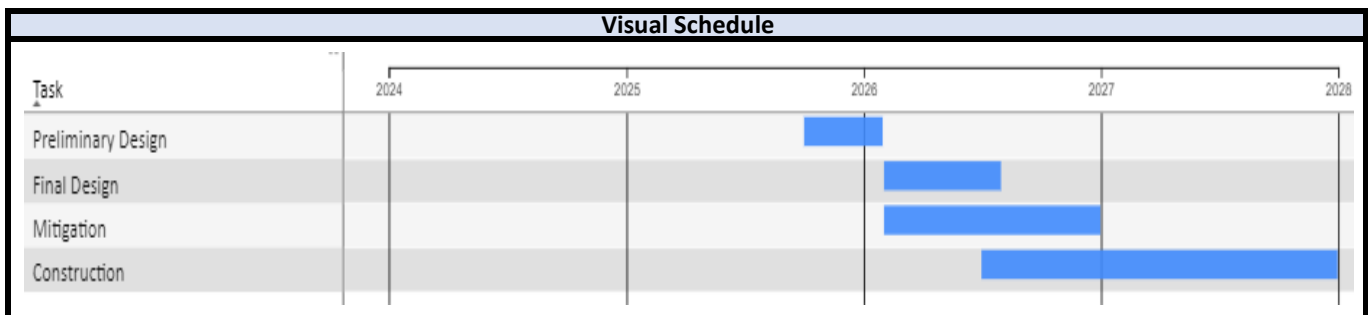 Visual Schedule
Task
2024 2025 2026 2027 2028
Preliminary Design
Final Design
Mitigation
Construction